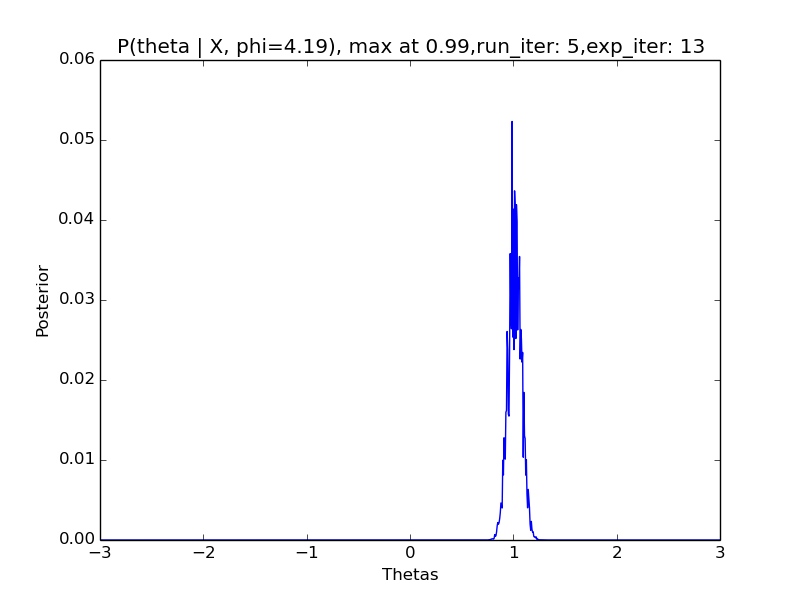 P(theta | X, phi=4.19), max at 0.99,run_iter: 5,exp_iter: 13
0.06
0.05
0.04
0.03
0.02
0.01
0.00
Posterior
−3 −2 −1 0 1 2 3
Thetas